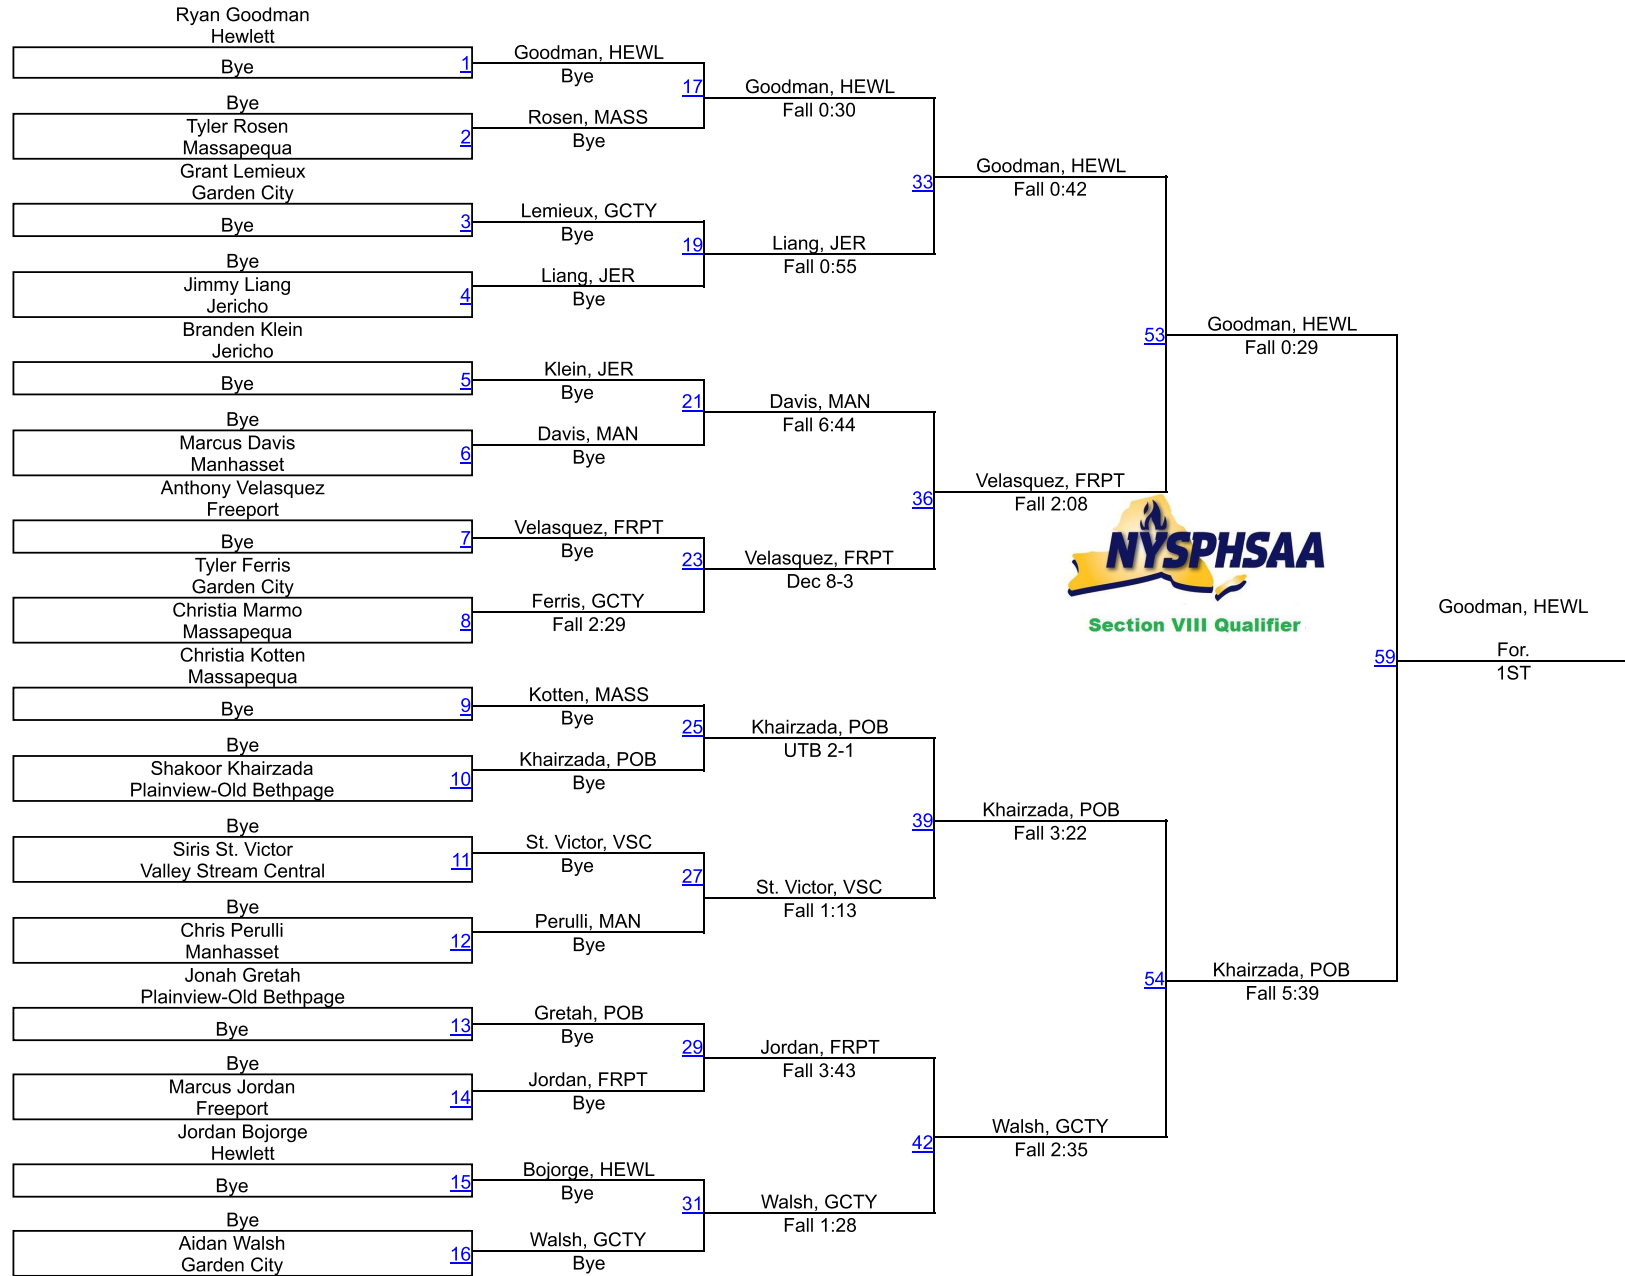 Ryan Goodman
Hewlett
Bye
1
Bye
Tyler Rosen
Massapequa
2
Grant Lemieux
Garden City
Bye
3
Bye
Jimmy Liang
Jericho
4
Branden Klein
Jericho
Bye
5
Bye
Marcus Davis
Manhasset
6
Anthony Velasquez
Freeport
Bye
7
Tyler Ferris
Garden City
Christia Marmo
Massapequa
8
Christia Kotten
Massapequa
Bye
9
Bye
Shakoor Khairzada
Plainview-Old Bethpage
10
Bye
Siris St. Victor
Valley Stream Central
11
Bye
Chris Perulli
Manhasset
12
Jonah Gretah
Plainview-Old Bethpage
Bye
13
Bye
Marcus Jordan
Freeport
14
Jordan Bojorge
Hewlett
Bye
15
Bye
Aidan Walsh
Garden City
16
Goodman, HEWL
Bye
17
Rosen, MASS
Bye
Lemieux, GCTY
Bye
19
Liang, JER
Bye
Klein, JER
Bye
21
Davis, MAN
Bye
Velasquez, FRPT
Bye
23
Ferris, GCTY
Fall 2:29
Kotten, MASS
Bye
25
Khairzada, POB
Bye
St. Victor, VSC
Bye
27
Perulli, MAN
Bye
Gretah, POB
Bye
29
Jordan, FRPT
Bye
Bojorge, HEWL
Bye
31
Walsh, GCTY
Bye
Goodman, HEWL
Fall 0:30
33
Liang, JER
Fall 0:55
Davis, MAN
Fall 6:44
36
Velasquez, FRPT
Dec 8-3
Khairzada, POB
UTB 2-1
39
St. Victor, VSC
Fall 1:13
Jordan, FRPT
Fall 3:43
42
Walsh, GCTY
Fall 1:28
Goodman, HEWL
Fall 0:42
53
Velasquez, FRPT
Fall 2:08
Khairzada, POB
Fall 3:22
54
Walsh, GCTY
Fall 2:35
Goodman, HEWL
Fall 0:29
NYSPHSAA
Section VIII Qualifier
59
Khairzada, POB
Fall 5:39
Goodman, HEWL
For.
1ST